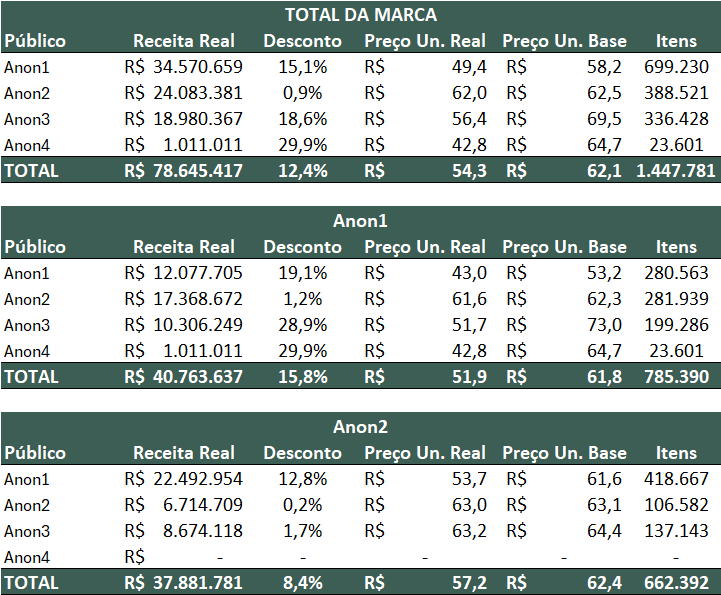 TOTAL DA MARCA
Público Receita Real Desconto Preço Un. Real Preço Un. Base Itens
Anon1 R$ 34.570.659 15,1% R$ 49,4 R$ 58,2 699.230
Anon2 R$ 24.083.381 0,9% R$ 62,0 R$ 62,5 388.521
Anon3 R$ 18.980.367 18,6% R$ 56,4 R$ 69,5 336.428
Anon4 R$ 1.011.011 29,9% R$ 42,8 R$ 64,7 23.601
TOTAL R$ 78.645.417 12,4% R$ 54,3 R$ 62,1 1.447.781
Anon1
Público Receita Real Desconto Preço Un. Real Preço Un. Base Itens
Anon1 R$ 12.077.705 19,1% R$ 43,0 R$ 53,2 280.563
Anon2 R$ 17.368.672 1,2% R$ 61,6 R$ 62,3 281.939
Anon3 R$ 10.306.249 28,9% R$ 51,7 R$ 73,0 199.286
Anon4 R$ 1.011.011 29,9% R$ 42,8 R$ 64,7 23.601
TOTAL R$ 40.763.637 15,8% R$ 51,9 R$ 61,8 785.390
Anon2
Público Receita Real Desconto Preço Un. Real Preço Un. Base Itens
Anon1 R$ 22.492.954 12,8% R$ 53,7 R$ 61,6 418.667
Anon2 R$ 6.714.709 0,2% R$ 63,0 R$ 63,1 106.582
Anon3 R$ 8.674.118 1,7% R$ 63,2 R$ 64,4 137.143
Anon4 R$ - - - - -
TOTAL R$ 37.881.781 8,4% R$ 57,2 R$ 62,4 662.392